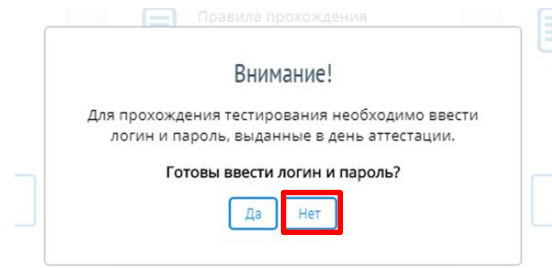 Правила прохождения
Внимание!
Для прохождения тестирования необходимо ввести
логин и пароль, выданные в день аттестации.
Готовы ввести логин и пароль?
Да Нет